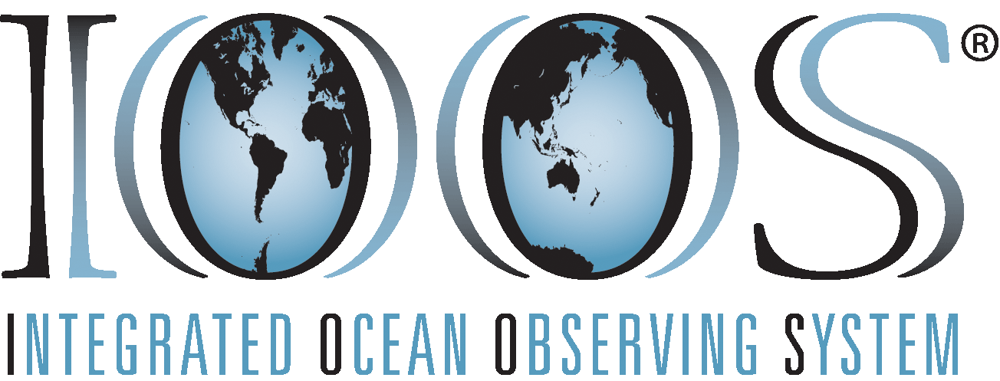 IOOS®
INTEGRATED OCEAN OBSERVING SYSTEM